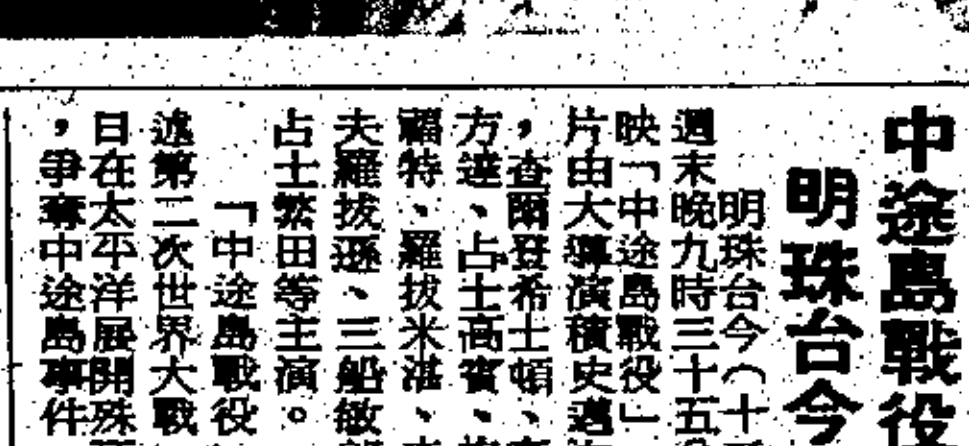 中途島戰役
明珠台今
明珠台今(十
週末晚九時三十五
映「中途島戰役」
片由大導演積史邁
,查爾登希士頓、
方達、占士高賓、
福特、羅拔米湛、
夫羅拔遜、三船敏郎
占士繁田等主演。
「中途島戰役
述第二次世界大戰
日在太平洋展開殊
,爭奪中途島事件